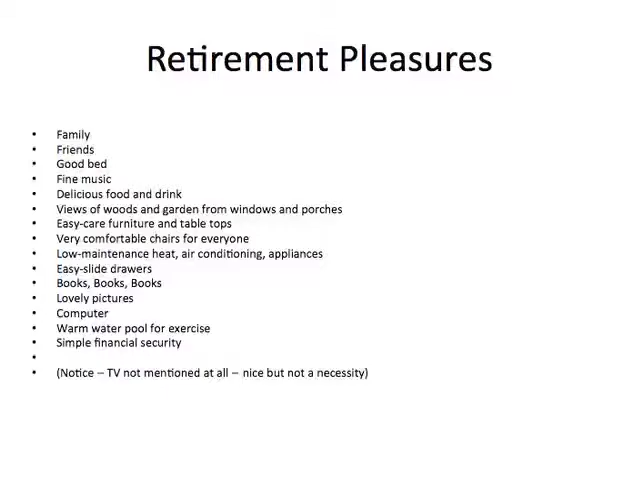 Retirement Pleasures
• Family
• Friends
• Good bed
• Fine music
• Delicious food and drink
• Views of woods and garden from windows and porches
• Easy-care furniture and table tops
• Very comfortable chairs for everyone
• Low-maintenance heat, air conditioning, appliances
• Easy-slide drawers
• Books, Books, Books
• Lovely pictures
• Computer
• Warm water pool for exercise
• Simple financial security
•
• (Notice – TV not mentioned at all – nice but not a necessity)